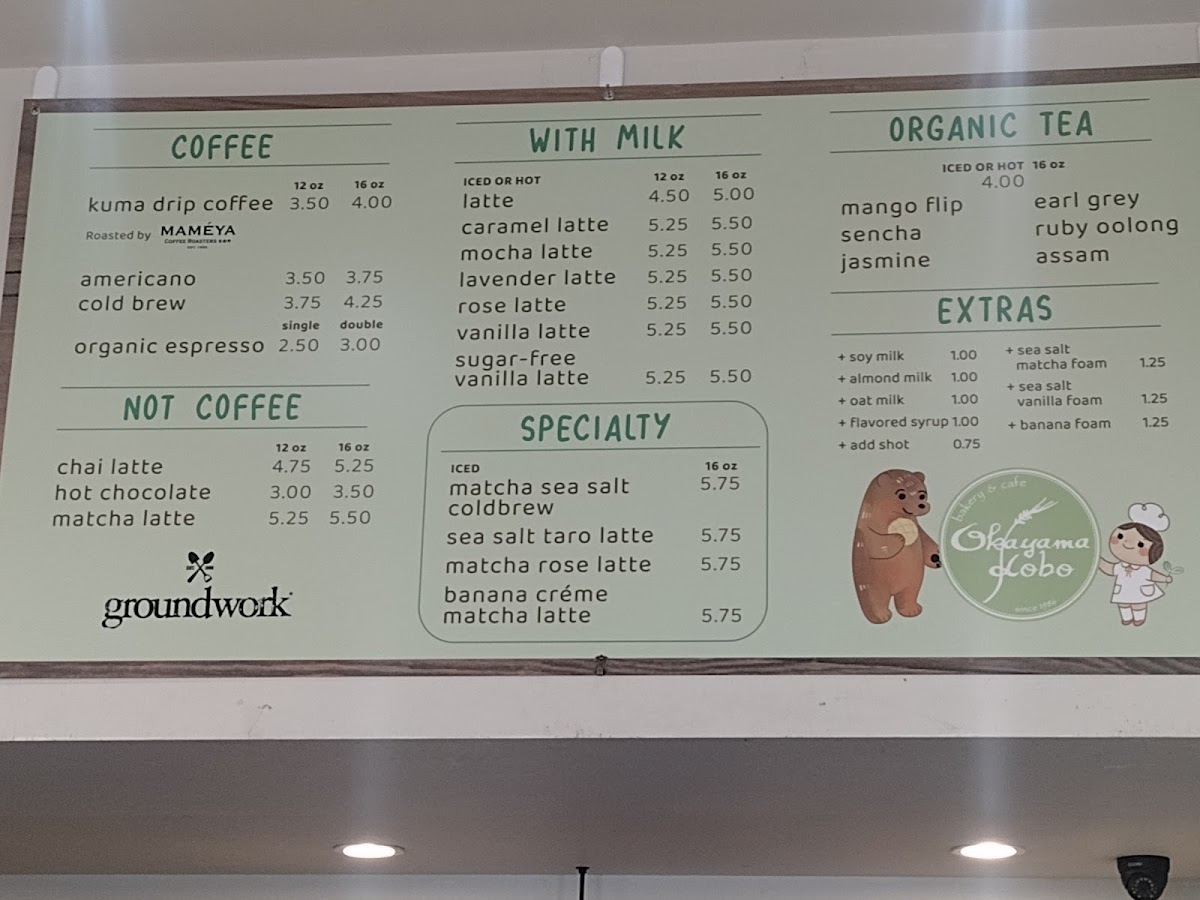 COFFEE
12 oz 16 oz
kuma drip coffee 3.50 4.00
Roasted by MAMÉYA
COFFEE ROASTERS
americano 3.50 3.75
cold brew 3.75 4.25
single double
organic espresso 2.50 3.00
NOT COFFEE
12 oz 16 oz
chai latte 4.75 5.25
hot chocolate 3.00 3.50
matcha latte 5.25 5.50
groundwork
WITH MILK
ICED OR HOT 12 oz 16 oz
latte 4.50 5.00
caramel latte 5.25 5.50
mocha latte 5.25 5.50
lavender latte 5.25 5.50
rose latte 5.25 5.50
vanilla latte 5.25 5.50
sugar-free
vanilla latte 5.25 5.50
SPECIALTY
ICED 16 oz
matcha sea salt 5.75
coldbrew
sea salt taro latte 5.75
matcha rose latte 5.75
banana créme
matcha latte 5.75
ORGANIC TEA
ICED OR HOT 16 oz
4.00
mango flip earl grey
sencha ruby oolong
jasmine assam
EXTRAS
+ soy milk 1.00
+ almond milk 1.00
+ oat milk 1.00
+ flavored syrup 1.00
+ add shot 0.75
+ sea salt
matcha foam 1.25
+ sea salt
vanilla foam 1.25
+ banana foam 1.25
bakery & cafe
Okayama
Kobo